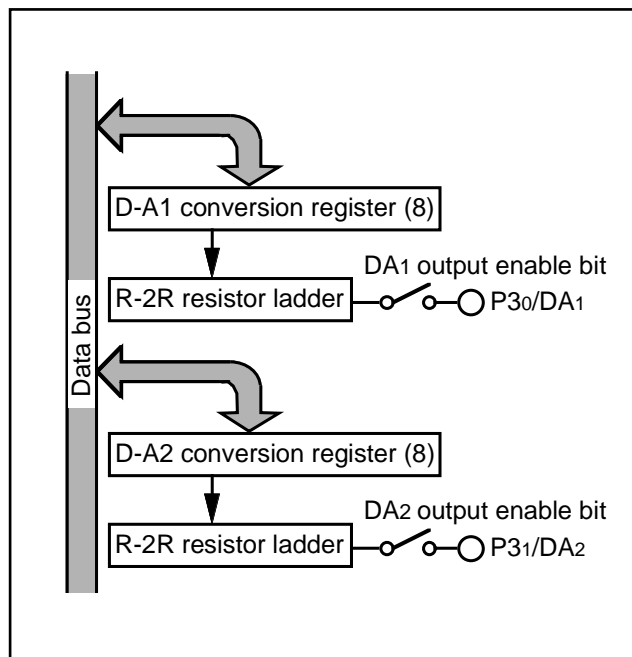 D-A1 conversion register (8)
DA1 output enable bit
R-2R resistor ladder
P30/DA1
Data bus
D-A2 conversion register (8)
DA2 output enable bit
R-2R resistor ladder
P31/DA2